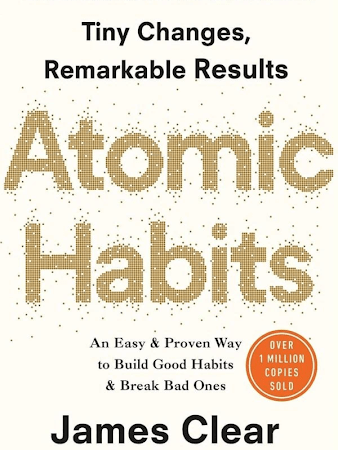 Tiny Changes,
Remarkable Results
Atomic
Habits
An Easy & Proven Way
to Build Good Habits
& Break Bad Ones
OVER
1 MILLION
COPIES
SOLD
James Clear